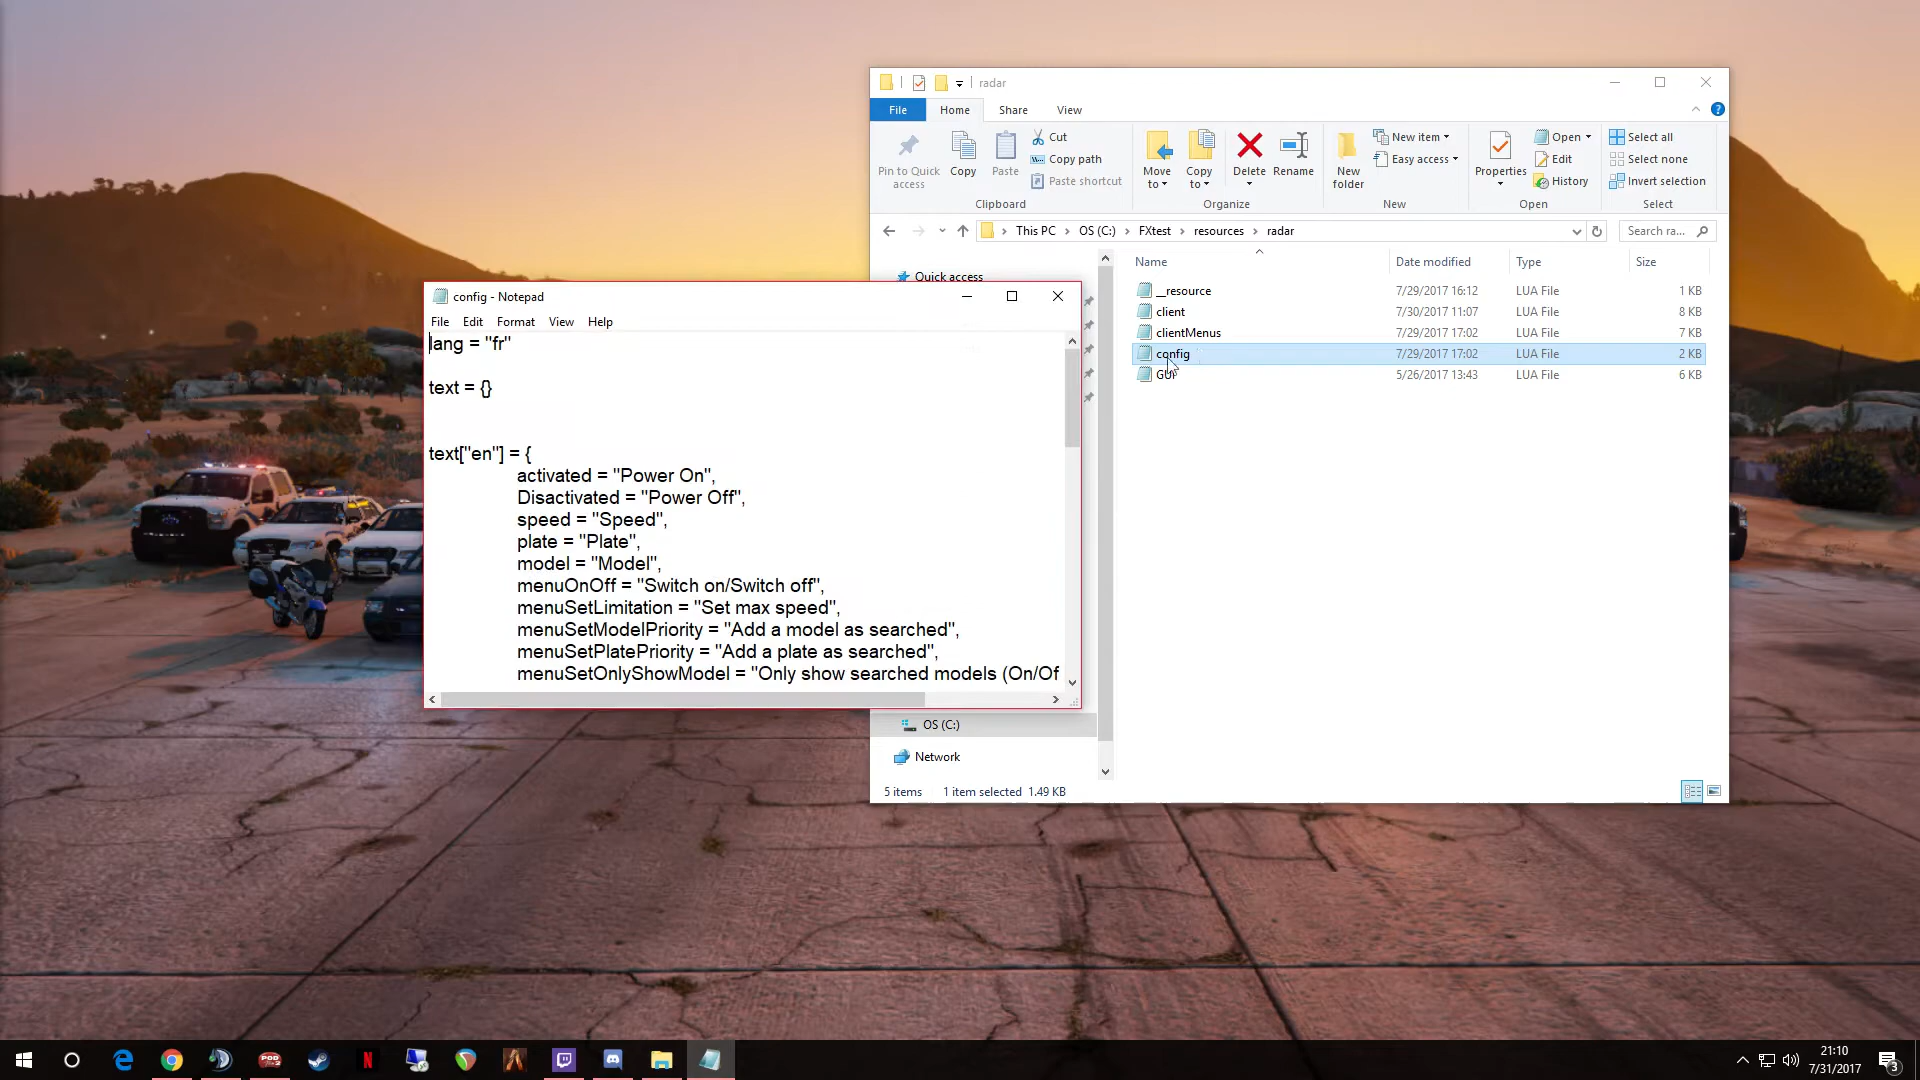 radar
File Home Share View
Pin to Quick access
Copy
Paste
Cut
Copy path
Paste shortcut
Clipboard
Move to
Copy to
Delete
Rename
Organize
New folder
New item
Easy access
New
Properties
Open
Edit
History
Open
Select all
Select none
Invert selection
Select
This PC > OS (C:) > FXtest > resources > radar
Search ra...
Quick access
Name Date modified Type Size
__resource 7/29/2017 16:12 LUA File 1 KB
client 7/30/2017 11:07 LUA File 8 KB
clientMenus 7/29/2017 17:02 LUA File 7 KB
config 7/29/2017 17:02 LUA File 2 KB
GUI 5/26/2017 13:43 LUA File 6 KB
config - Notepad
File Edit Format View Help
lang = "fr"
text = {}
text["en"] = {
activated = "Power On",
Disactivated = "Power Off",
speed = "Speed",
plate = "Plate",
model = "Model",
menuOnOff = "Switch on/Switch off",
menuSetLimitation = "Set max speed",
menuSetModelPriority = "Add a model as searched",
menuSetPlatePriority = "Add a plate as searched",
menuSetOnlyShowModel = "Only show searched models (On/Of
OS (C:)
Network
5 items 1 item selected 1.49 KB
POD
21:10
7/31/2017
3